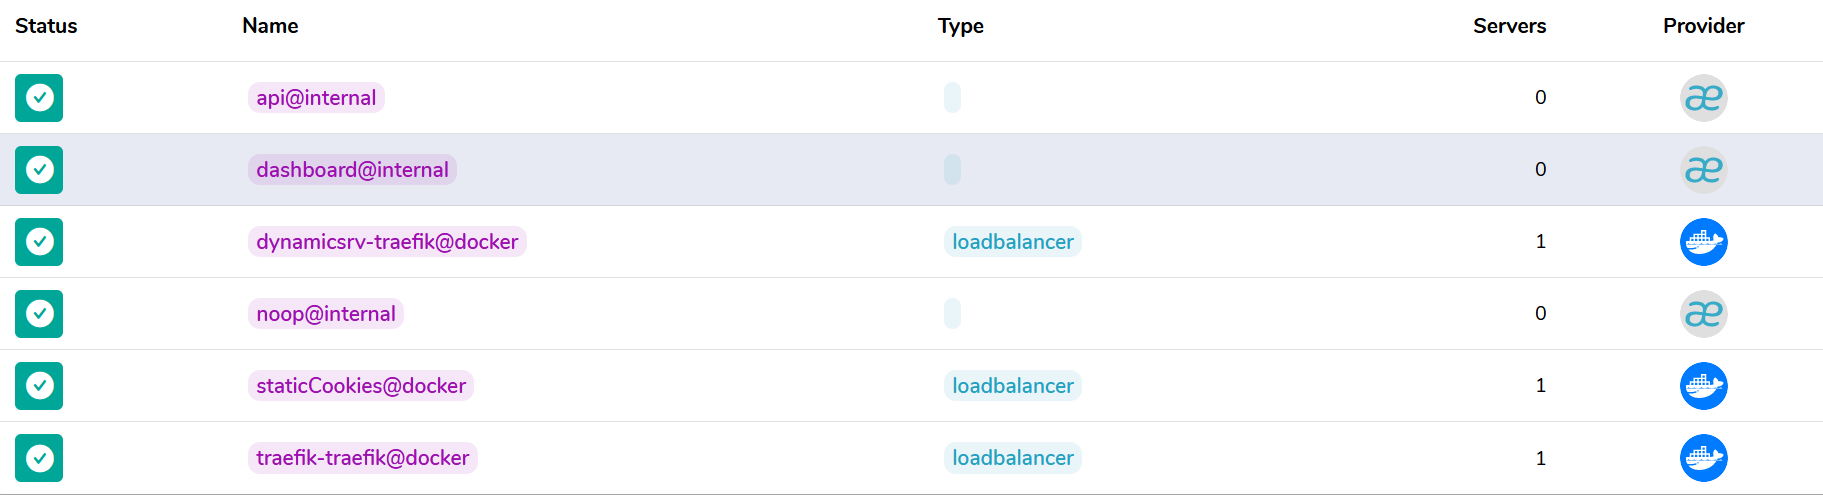 Status Name Type Servers Provider
api@internal 0 æ
dashboard@internal 0 æ
dynamicsrv-traefik@docker loadbalancer 1
noop@internal 0 æ
staticCookies@docker loadbalancer 1
traefik-traefik@docker loadbalancer 1